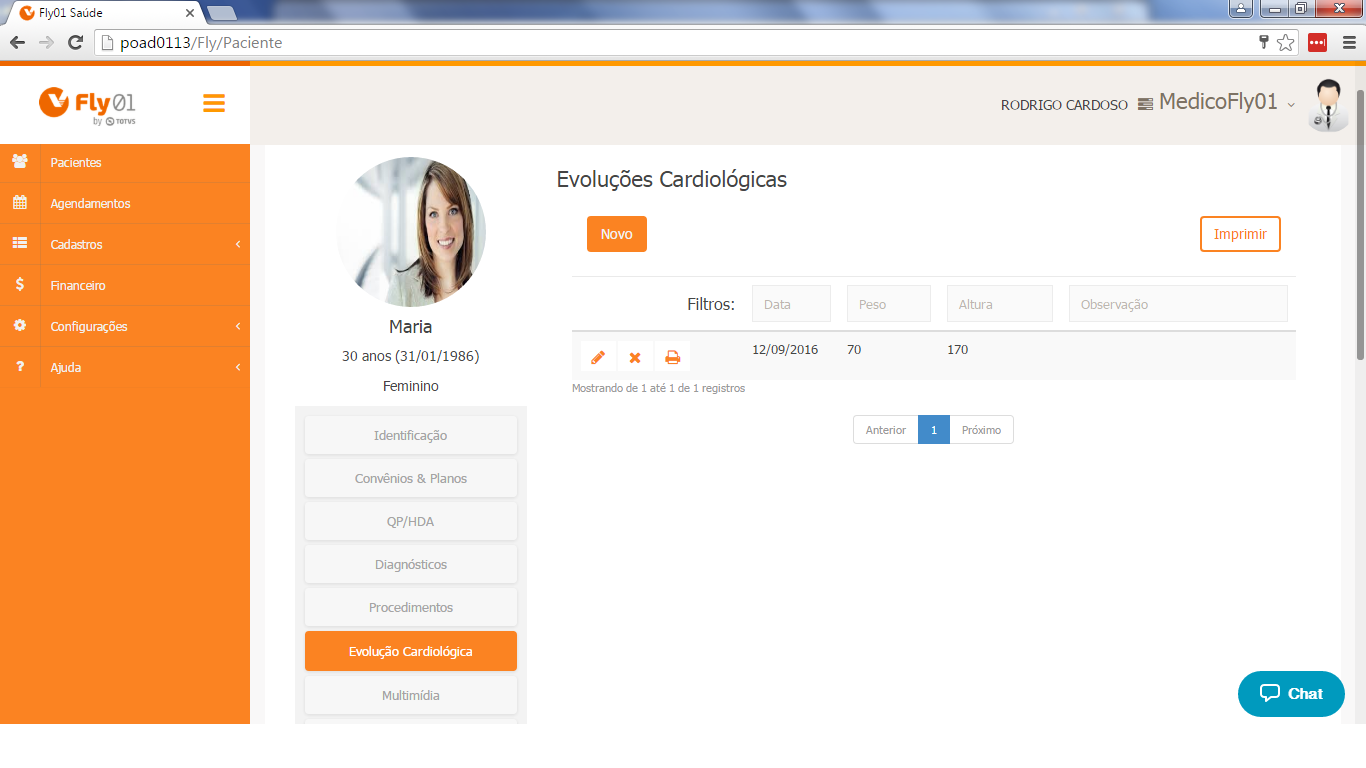 Fly01 Saúde
poad0113/Fly/Paciente
Fly01
by TOTVS
RODRIGO CARDOSO MedicoFly01
Pacientes
Agendamentos
Cadastros
Financeiro
Configurações
Ajuda
Maria
30 anos (31/01/1986)
Feminino
Identificação
Convênios & Planos
QP/HDA
Diagnósticos
Procedimentos
Evolução Cardiológica
Multimídia
Evoluções Cardiológicas
Novo Imprimir
Filtros: Data Peso Altura Observação
12/09/2016 70 170
Mostrando de 1 até 1 de 1 registros
Anterior 1 Próximo
Chat